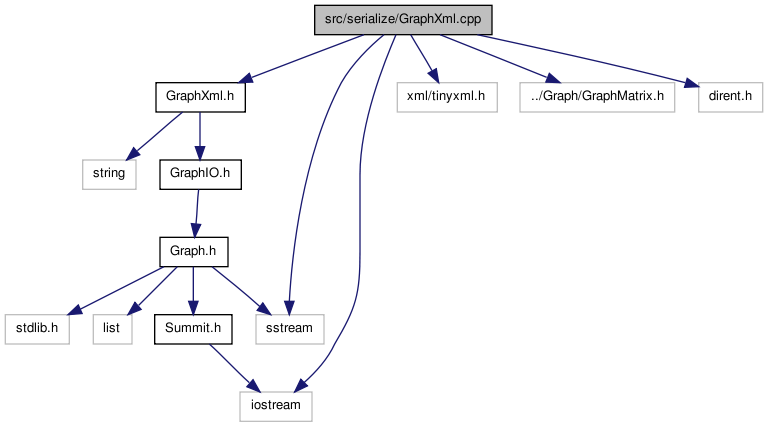 src/serialize/GraphXml.cpp
GraphXml.h
xml/tinyxml.h
../Graph/GraphMatrix.h
dirent.h
string
GraphIO.h
Graph.h
stdlib.h
list
Summit.h
sstream
iostream